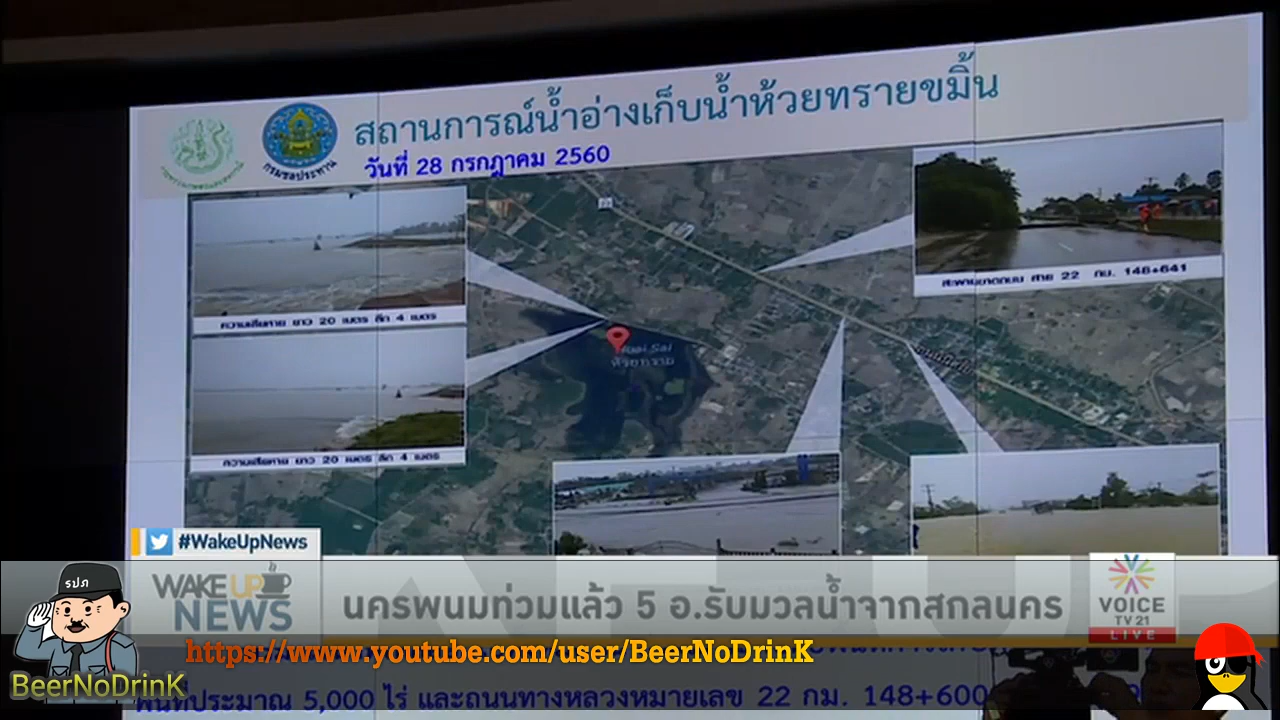 สถานการณ์น้ำอ่างเก็บน้ำห้วยทรายขมิ้น
กรมชลประทาน
วันที่ 28 กรกฎาคม 2560
22
สะพานขาดถนน สาย 22 กม. 148+641
ความเสียหาย ยาว 20 เมตร ลึก 4 เมตร
Huai Sai
ห้วยทราย
ความเสียหาย ยาว 20 เมตร ลึก 4 เมตร
#WakeUpNews
รปภ
WAKE UP
NEWS
นครพนมท่วมแล้ว 5 อ.รับมวลน้ำจากสกลนคร
VOICE
TV 21
LIVE
https://www.youtube.com/user/BeerNoDrinK
BeerNoDrinK
พื้นที่ประมาณ 5,000 ไร่ และถนนทางหลวงหมายเลข 22 กม. 148+600